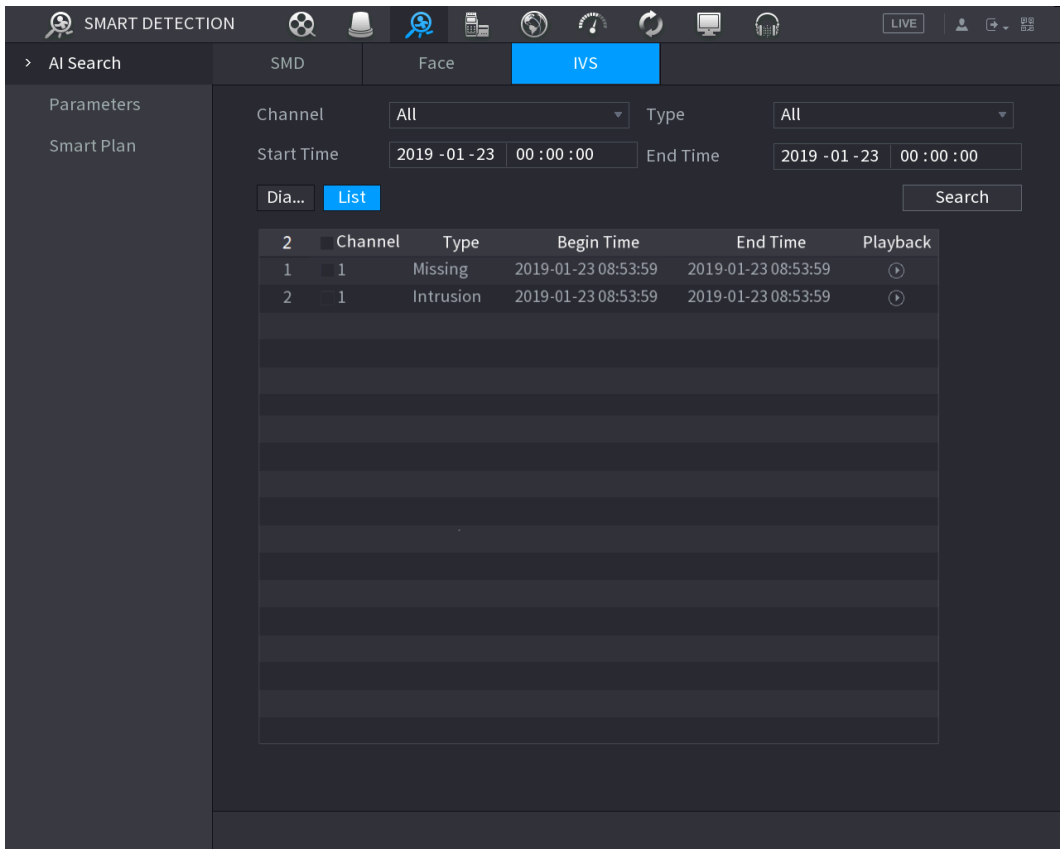 SMART DETECTION LIVE
> AI Search SMD Face IVS
Parameters
Smart Plan
Channel All Type All
Start Time 2019 -01 -23 00 : 00 : 00 End Time 2019 -01 -23 00 : 00 : 00
Dia... List Search
2 Channel Type Begin Time End Time Playback
1 1 Missing 2019-01-23 08:53:59 2019-01-23 08:53:59
2 1 Intrusion 2019-01-23 08:53:59 2019-01-23 08:53:59